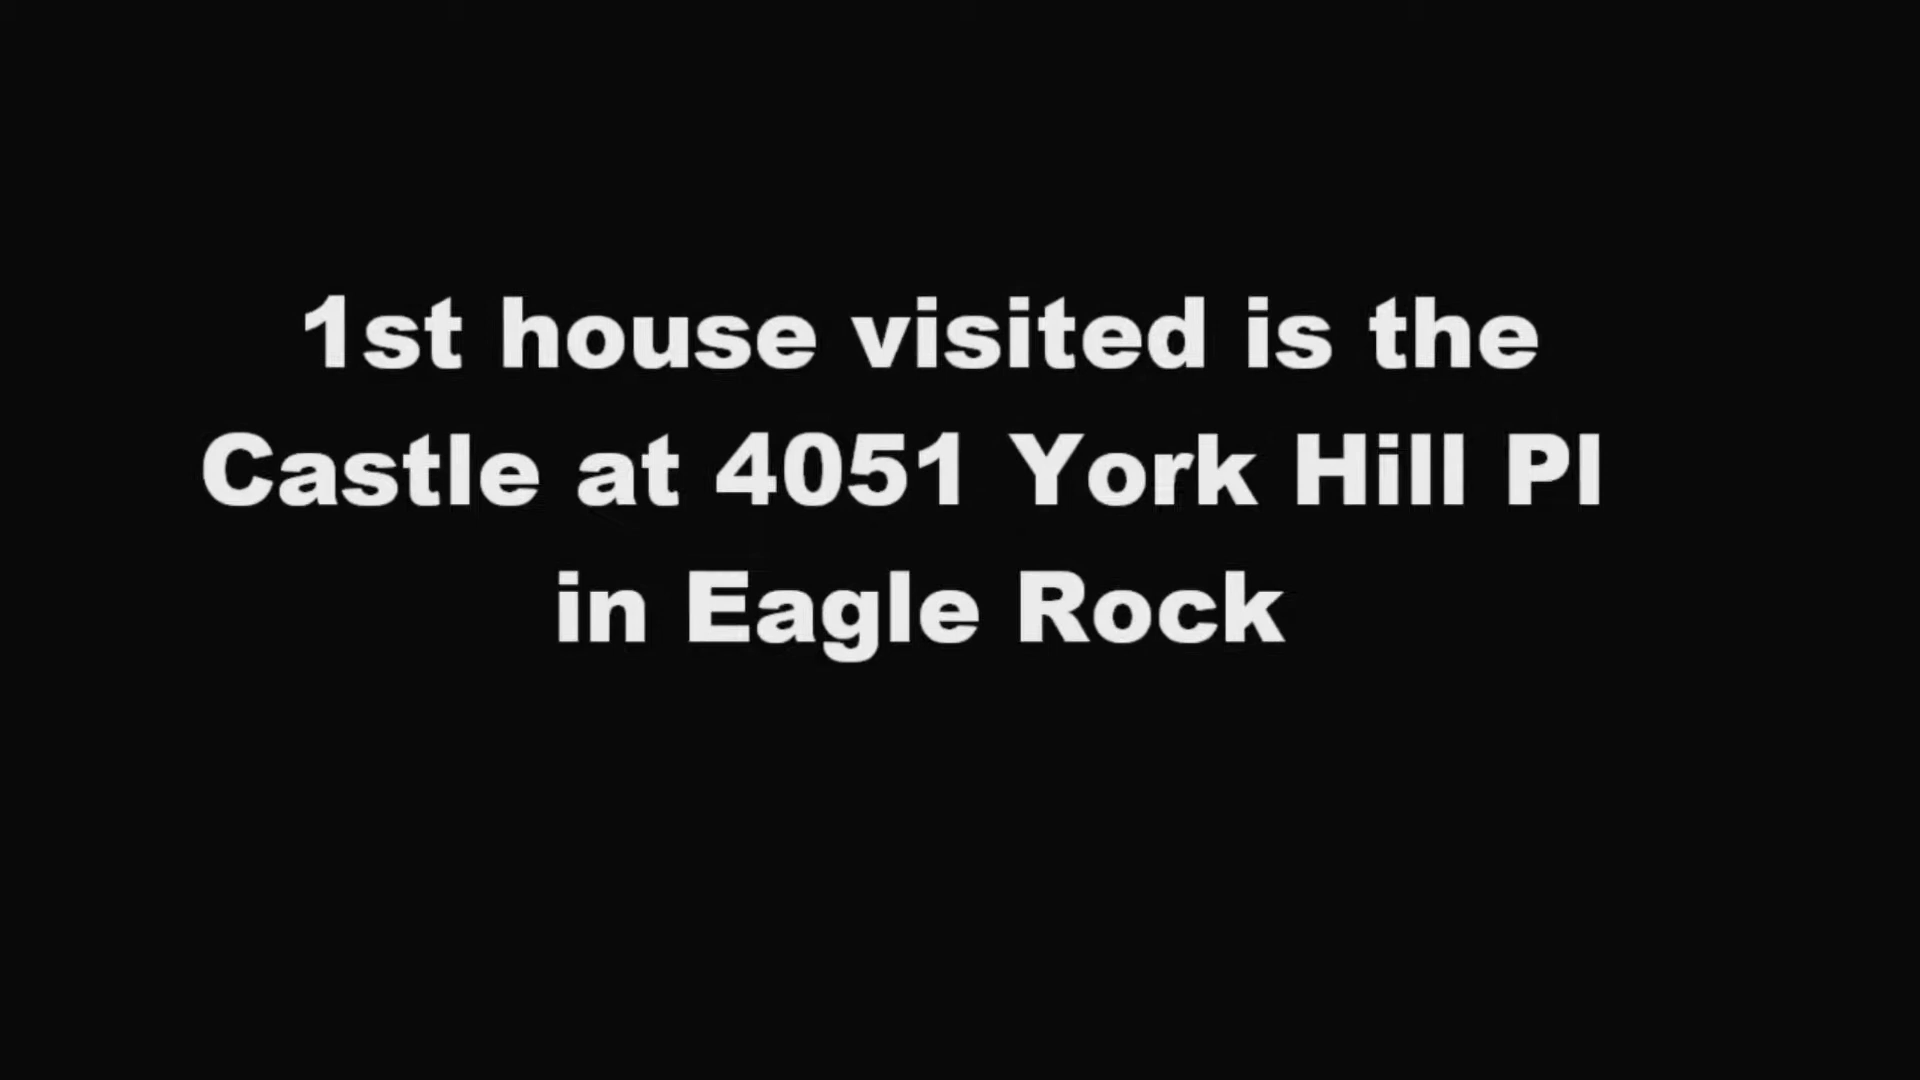 1st house visited is the
Castle at 4051 York Hill Pl
in Eagle Rock